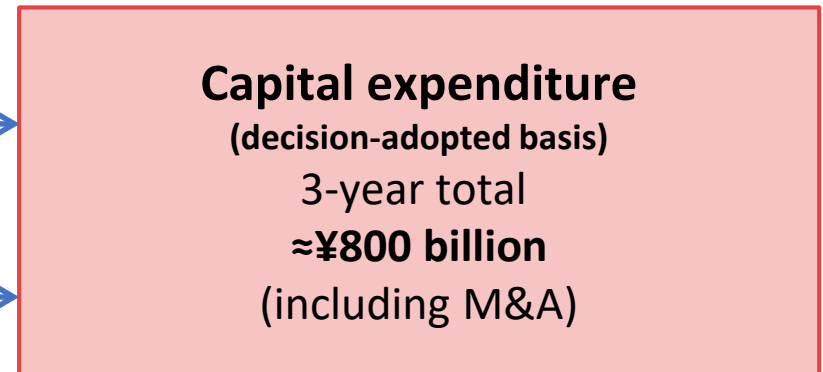 Capital expenditure
(decision-adopted basis)
3-year total
≈¥800 billion
(including M&A)